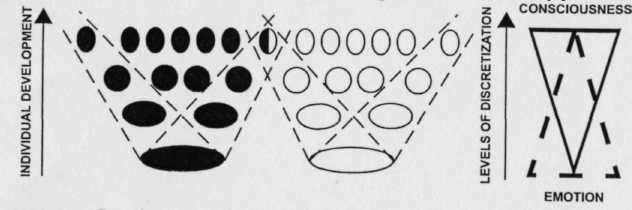 INDIVIDUAL DEVELOPMENT
LEVELS OF DISCRETIZATION
CONSCIOUSNESS
EMOTION